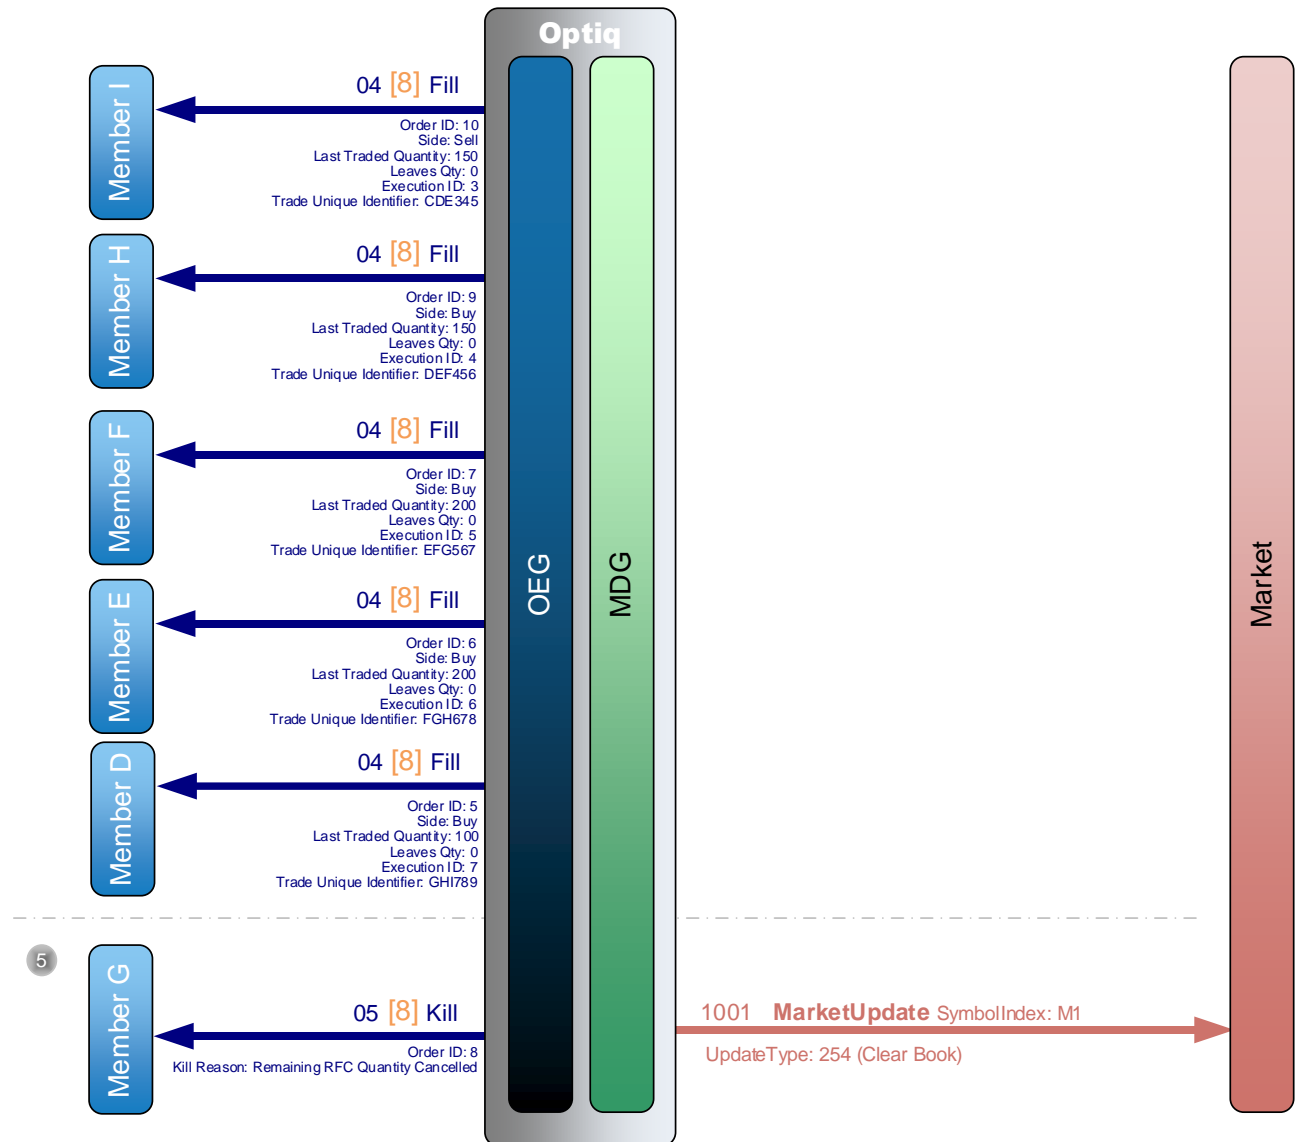 Optiq
Member I
04 [8] Fill
Order ID: 10
Side: Sell
Last Traded Quantity: 150
Leaves Qty: 0
Execution ID: 3
Trade Unique Identifier: CDE345
Member H
04 [8] Fill
Order ID: 9
Side: Buy
Last Traded Quantity: 150
Leaves Qty: 0
Execution ID: 4
Trade Unique Identifier: DEF456
Member F
04 [8] Fill
Order ID: 7
Side: Buy
Last Traded Quantity: 200
Leaves Qty: 0
Execution ID: 5
Trade Unique Identifier: EFG567
OEG
MDG
Market
Member E
04 [8] Fill
Order ID: 6
Side: Buy
Last Traded Quantity: 200
Leaves Qty: 0
Execution ID: 6
Trade Unique Identifier: FGH678
Member D
04 [8] Fill
Order ID: 5
Side: Buy
Last Traded Quantity: 100
Leaves Qty: 0
Execution ID: 7
Trade Unique Identifier: GHI789
5
Member G
05 [8] Kill
Order ID: 8
Kill Reason: Remaining RFC Quantity Cancelled
1001 MarketUpdate SymbolIndex: M1
UpdateType: 254 (Clear Book)